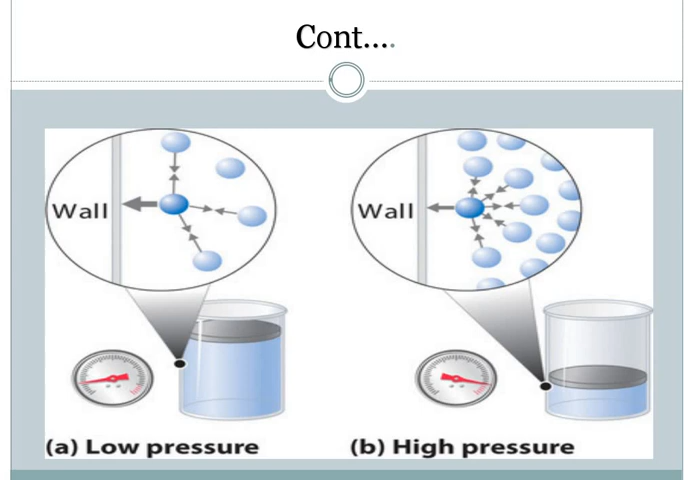 Cont....
Wall
Wall
(a) Low pressure
(b) High pressure